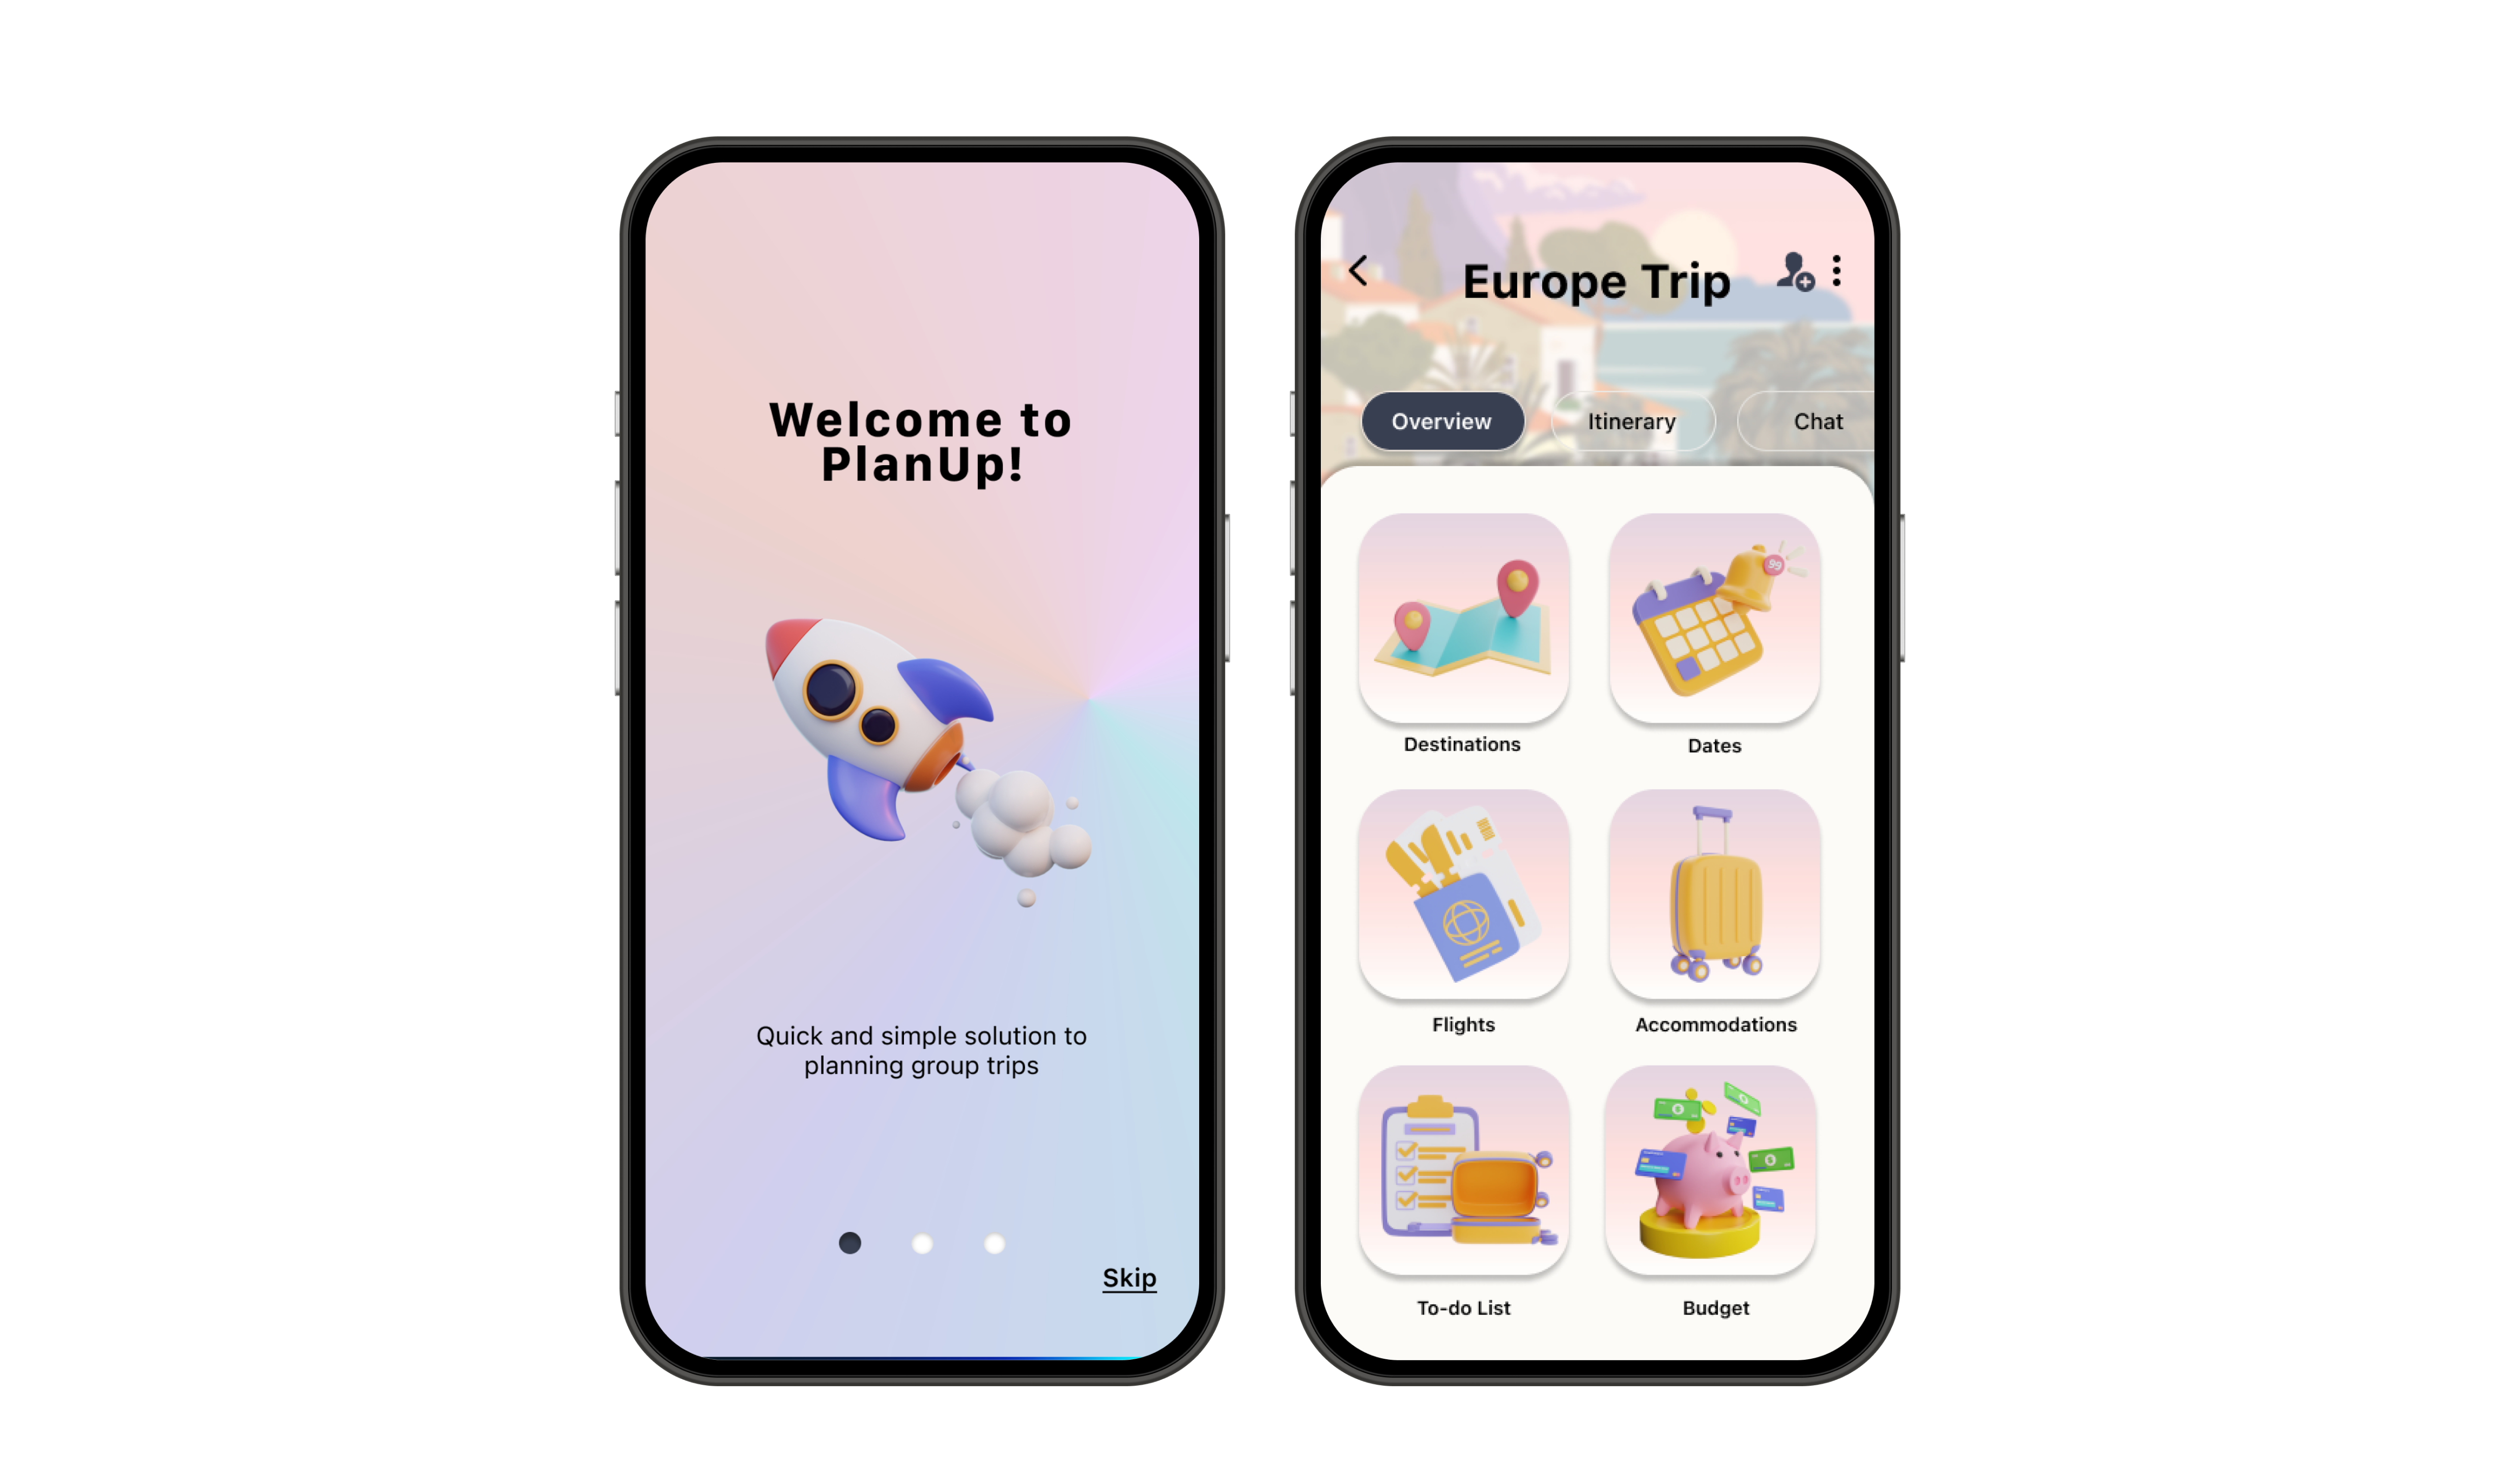 Welcome to
PlanUp!
Quick and simple solution to
planning group trips
Skip
Europe Trip
Overview
Itinerary
Chat
99
Destinations
Dates
Flights
Accommodations
To-do List
Budget